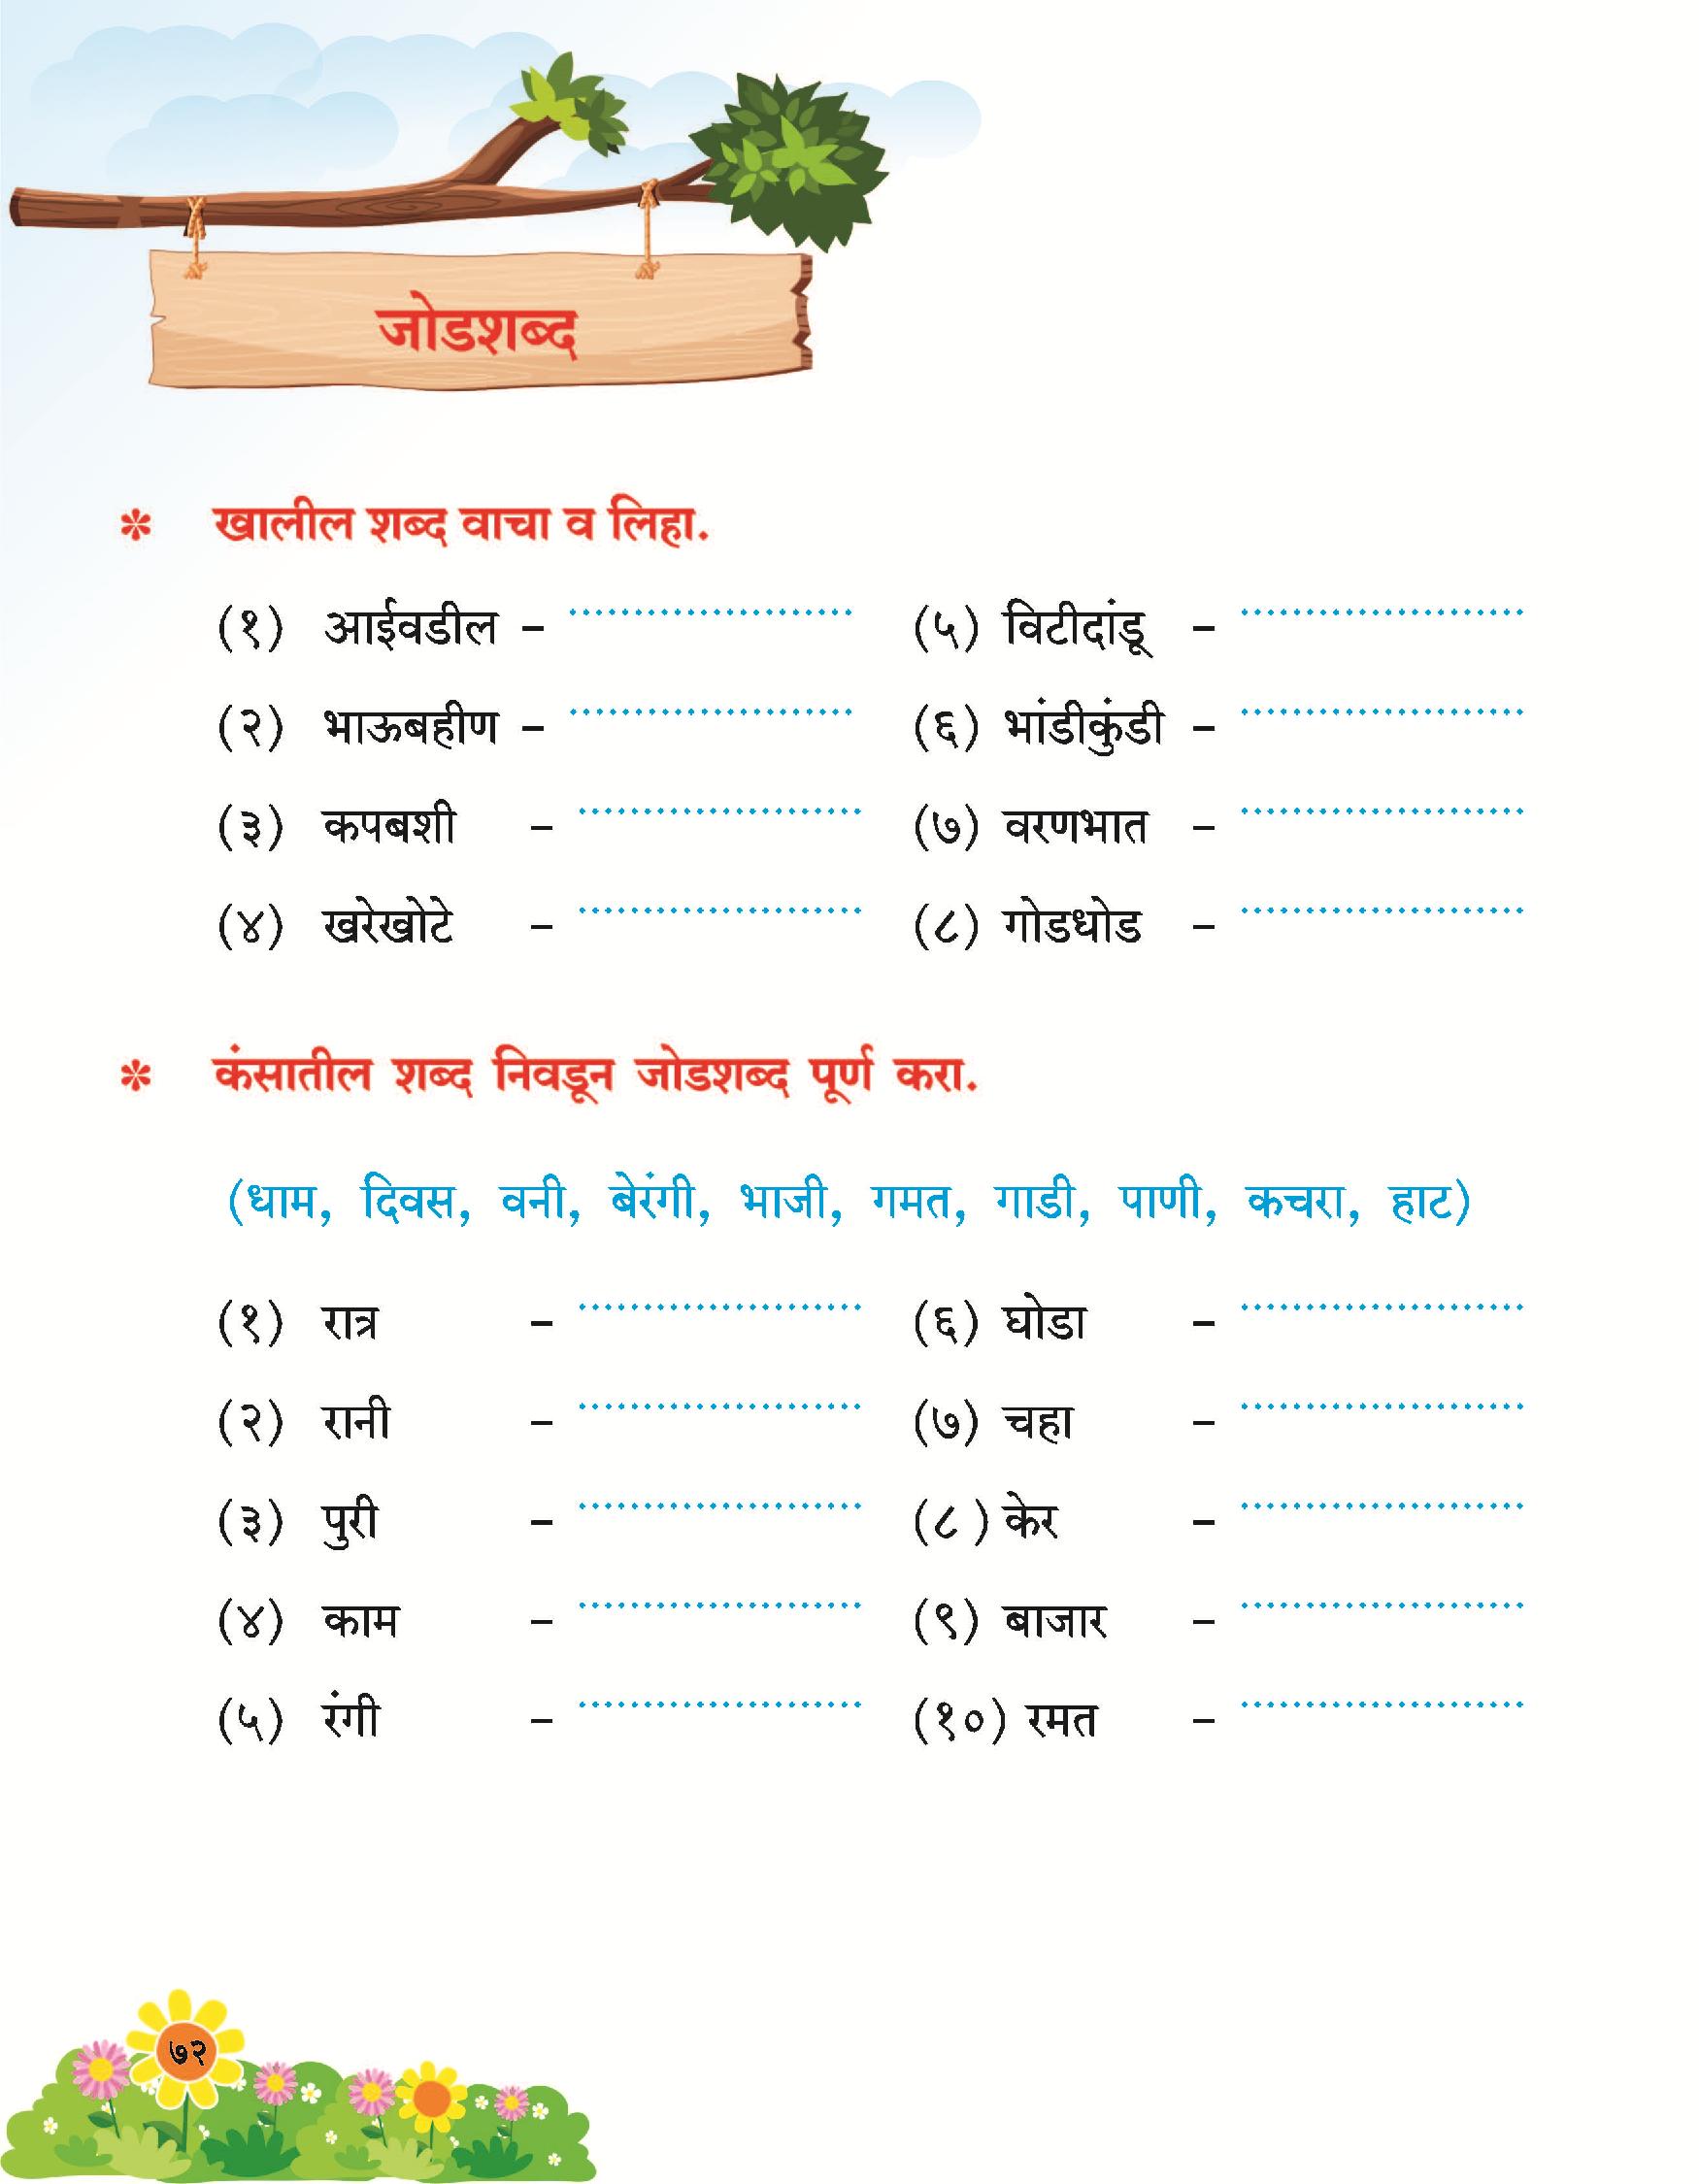 जोडशब्द
* खालील शब्द वाचा व लिहा.
(१) आईवडील – ...................... (५) विटीदांडू – ......................
(२) भाऊबहीण – ...................... (६) भांडीकुंडी – ......................
(३) कपबशी – ...................... (७) वरणभात – ......................
(४) खरेखोटे – ...................... (८) गोडधोड – ......................
* कंसातील शब्द निवडून जोडशब्द पूर्ण करा.
(धाम, दिवस, वनी, बेरंगी, भाजी, गमत, गाडी, पाणी, कचरा, हाट)
(१) रात्र – ...................... (६) घोडा – ......................
(२) रानी – ...................... (७) चहा – ......................
(३) पुरी – ...................... (८ ) केर – ......................
(४) काम – ...................... (९) बाजार – ......................
(५) रंगी – ...................... (१०) रमत – ......................
७२